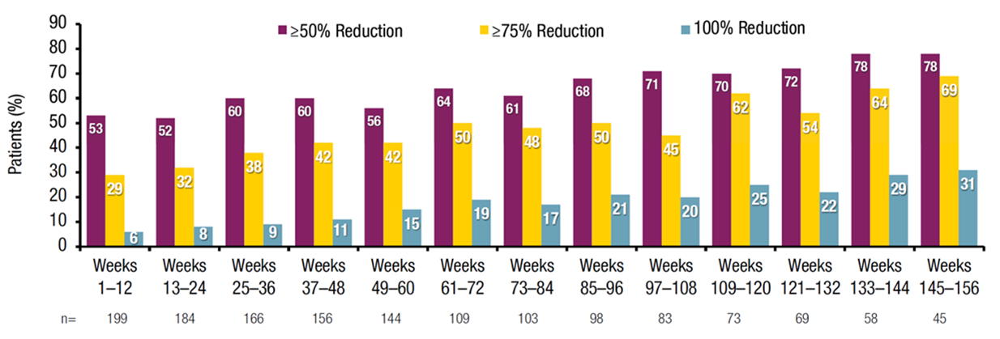 ≥50% Reduction ≥75% Reduction 100% Reduction
Patients (%)
90
80
70
60
50
40
30
20
10
0
53 29 6 52 32 8 60 38 9 60 42 11 56 42 15 64 50 19 61 48 17 68 50 21 71 45 20 70 62 25 72 54 22 78 64 29 78 69 31
Weeks Weeks Weeks Weeks Weeks Weeks Weeks Weeks Weeks Weeks Weeks Weeks Weeks
1–12 13–24 25–36 37–48 49–60 61–72 73–84 85–96 97–108 109–120 121–132 133–144 145–156
n= 199 184 166 156 144 109 103 98 83 73 69 58 45